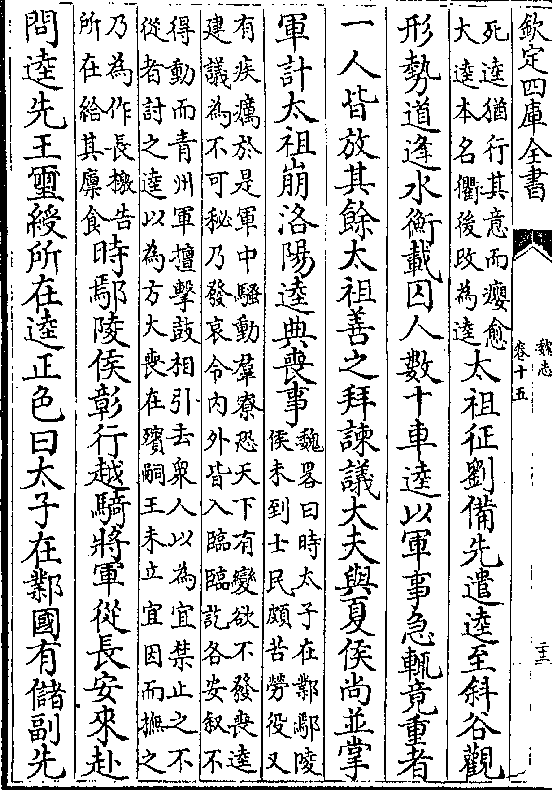 欽定四庫全書
魏志
卷十五
死逵猶行其意而癭愈
大逵本名衢後改為逵
太祖征劉備先遣逵至斜谷觀
形勢道逢水衡載囚人數十車逵以軍事急輒竟重者
一人皆放其餘太祖善之拜諫議大夫與夏侯尚並掌
軍計太祖崩洛陽逵典喪事
魏畧曰時太子在鄴鄢陵
侯未到士民頗苦勞役又
有疾癘於是軍中騷動羣寮恐天下有變欲不發喪逵
建議為不可秘乃發哀令內外皆入臨臨訖各安叙不
得動而青州軍擅擊鼓相引去衆人以為宜禁止之不
從者討之逵以為方大喪在殯嗣王未立宜因而撫之
乃為作長檄告
所在給其廪食
時鄢陵侯彰行越騎將軍從長安來赴
問逵先王璽綬所在逵正色曰太子在鄴國有儲副先